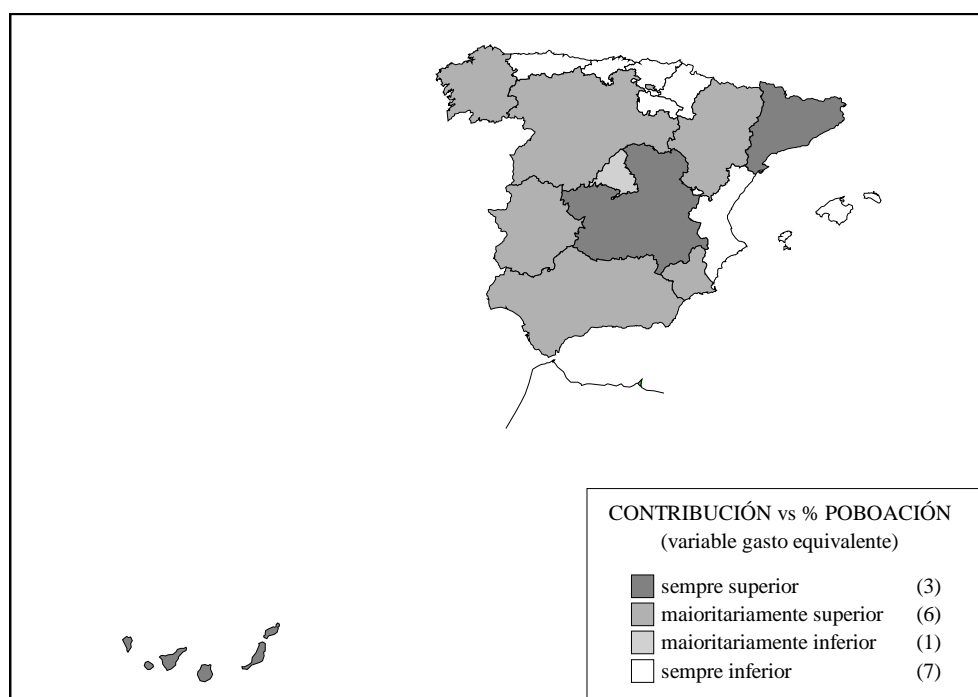 CONTRIBUCIÓN vs % POBOACIÓN
(variable gasto equivalente)
sempre superior (3)
maioritariamente superior (6)
maioritariamente inferior (1)
sempre inferior (7)